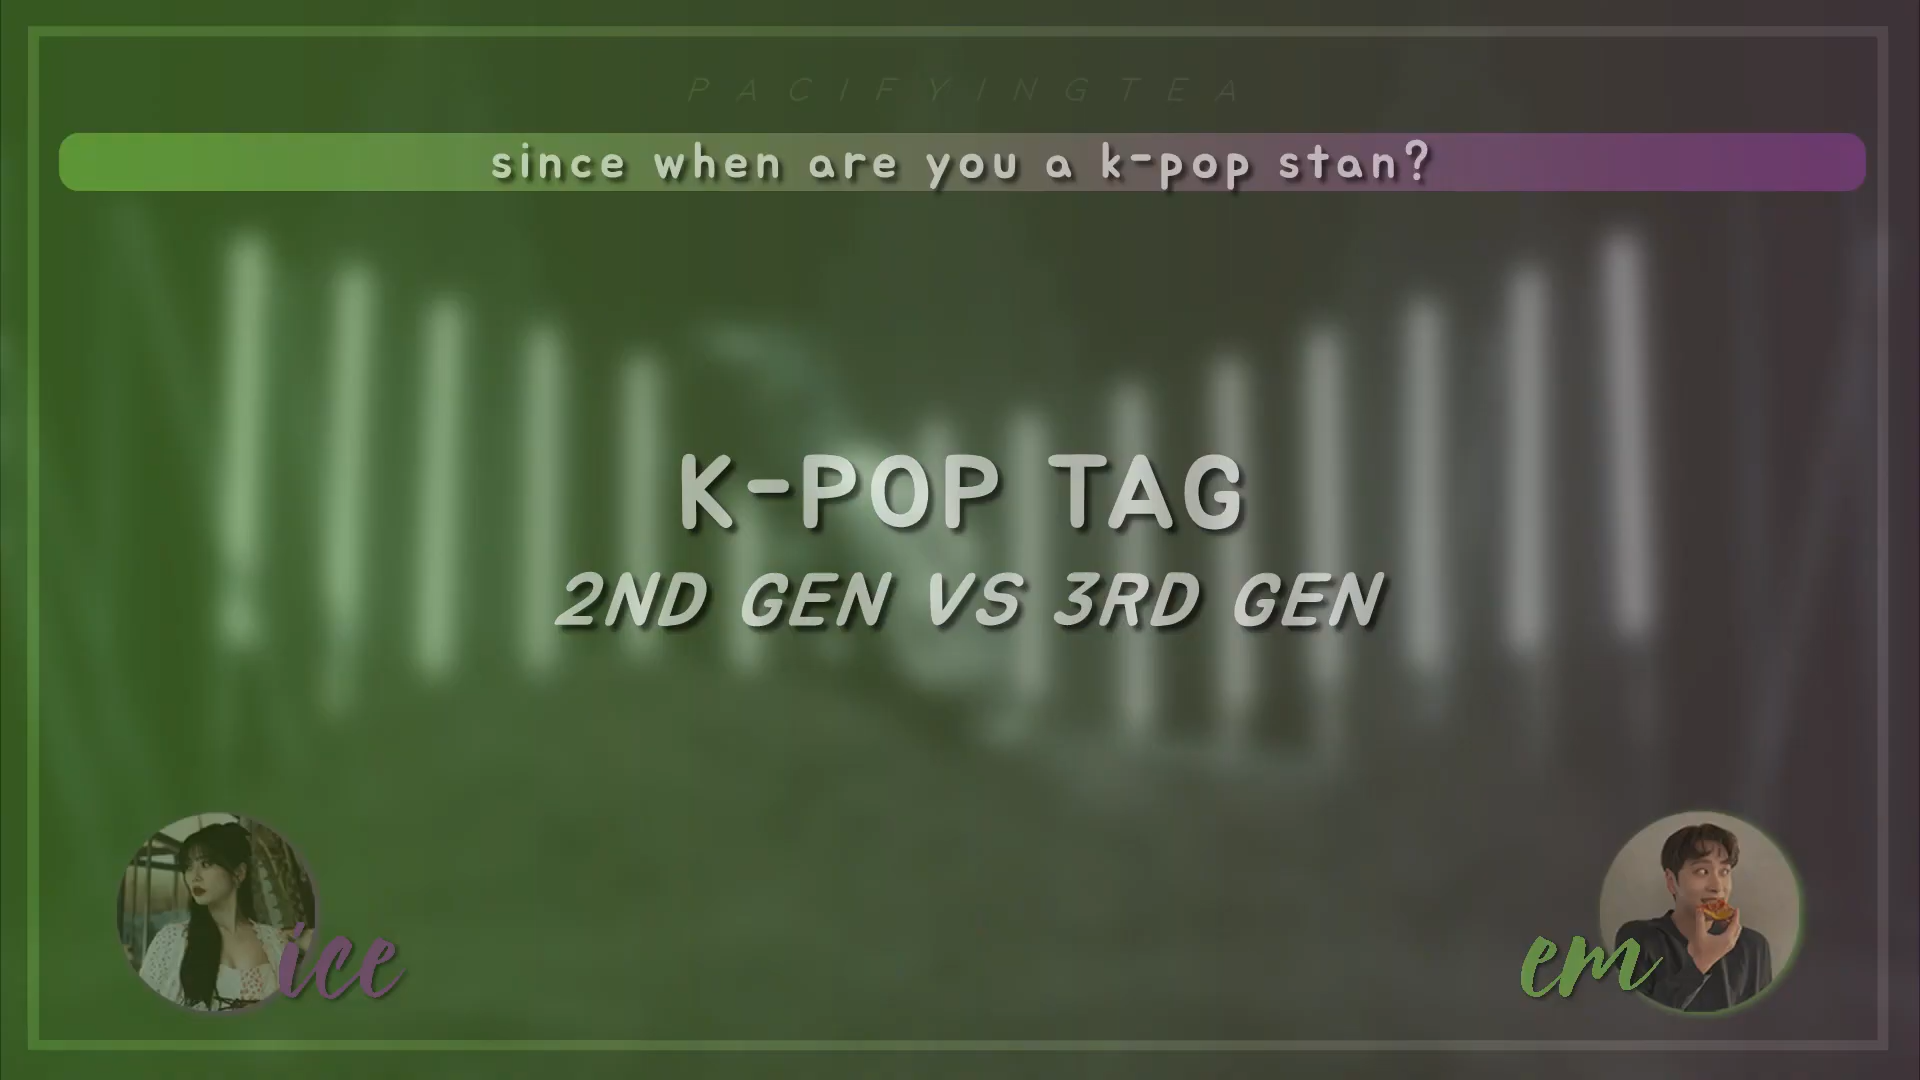 PACIFYINGTEA
since when are you a k-pop stan?
K-POP TAG
2ND GEN VS 3RD GEN
ice
em